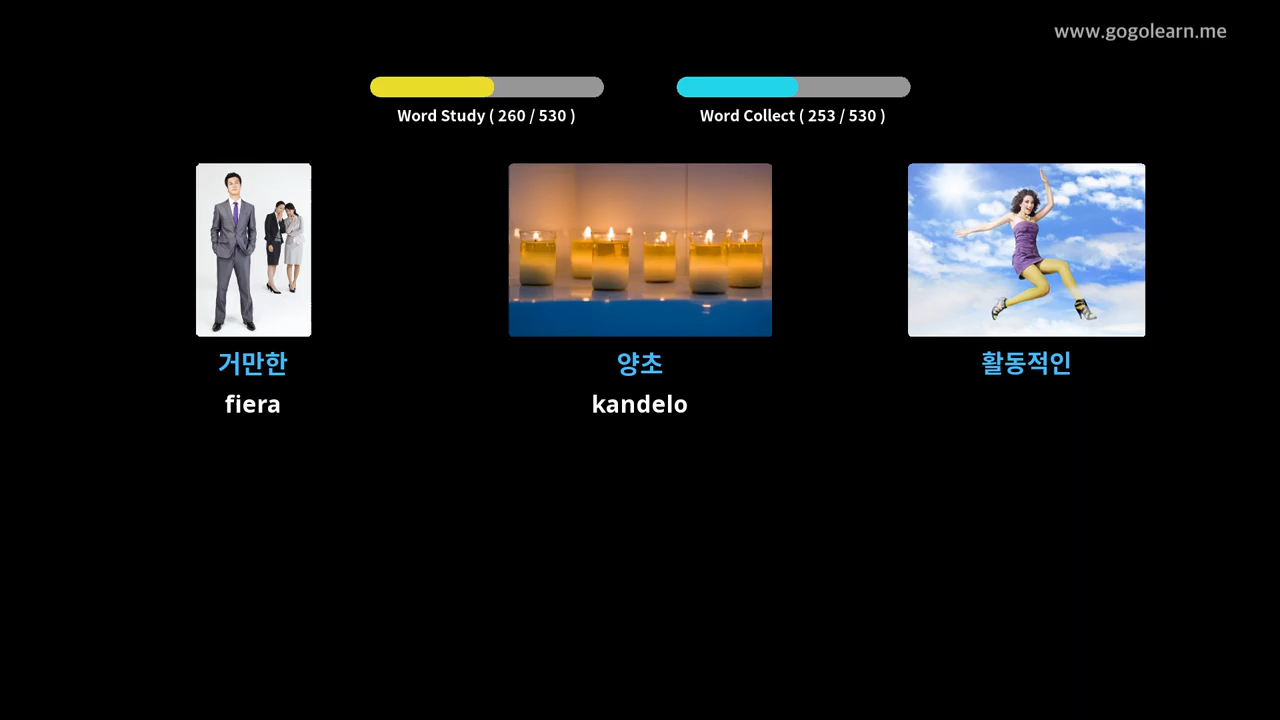 www.gogolearn.me
Word Study ( 260 / 530 )
Word Collect ( 253 / 530 )
거만한
양초
활동적인
fiera
kandelo